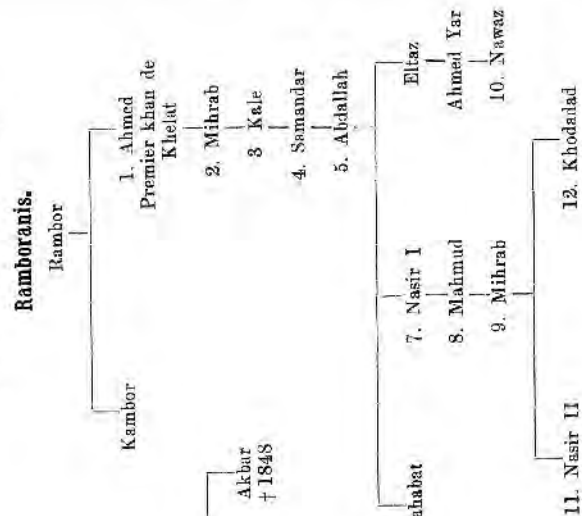 Ramboranis.
Rambor
Kambor
1. Ahmed
Premier khan de
Khelat
2. Mihrab
3 Kale
4. Samandar
5. Abdallah
Akbar
† 1848
ahabat
7. Nasir I
Eltaz
8. Mahmud
Ahmed Yar
9. Mihrab
10. Nawaz
11. Nasir II
12. Khodadad